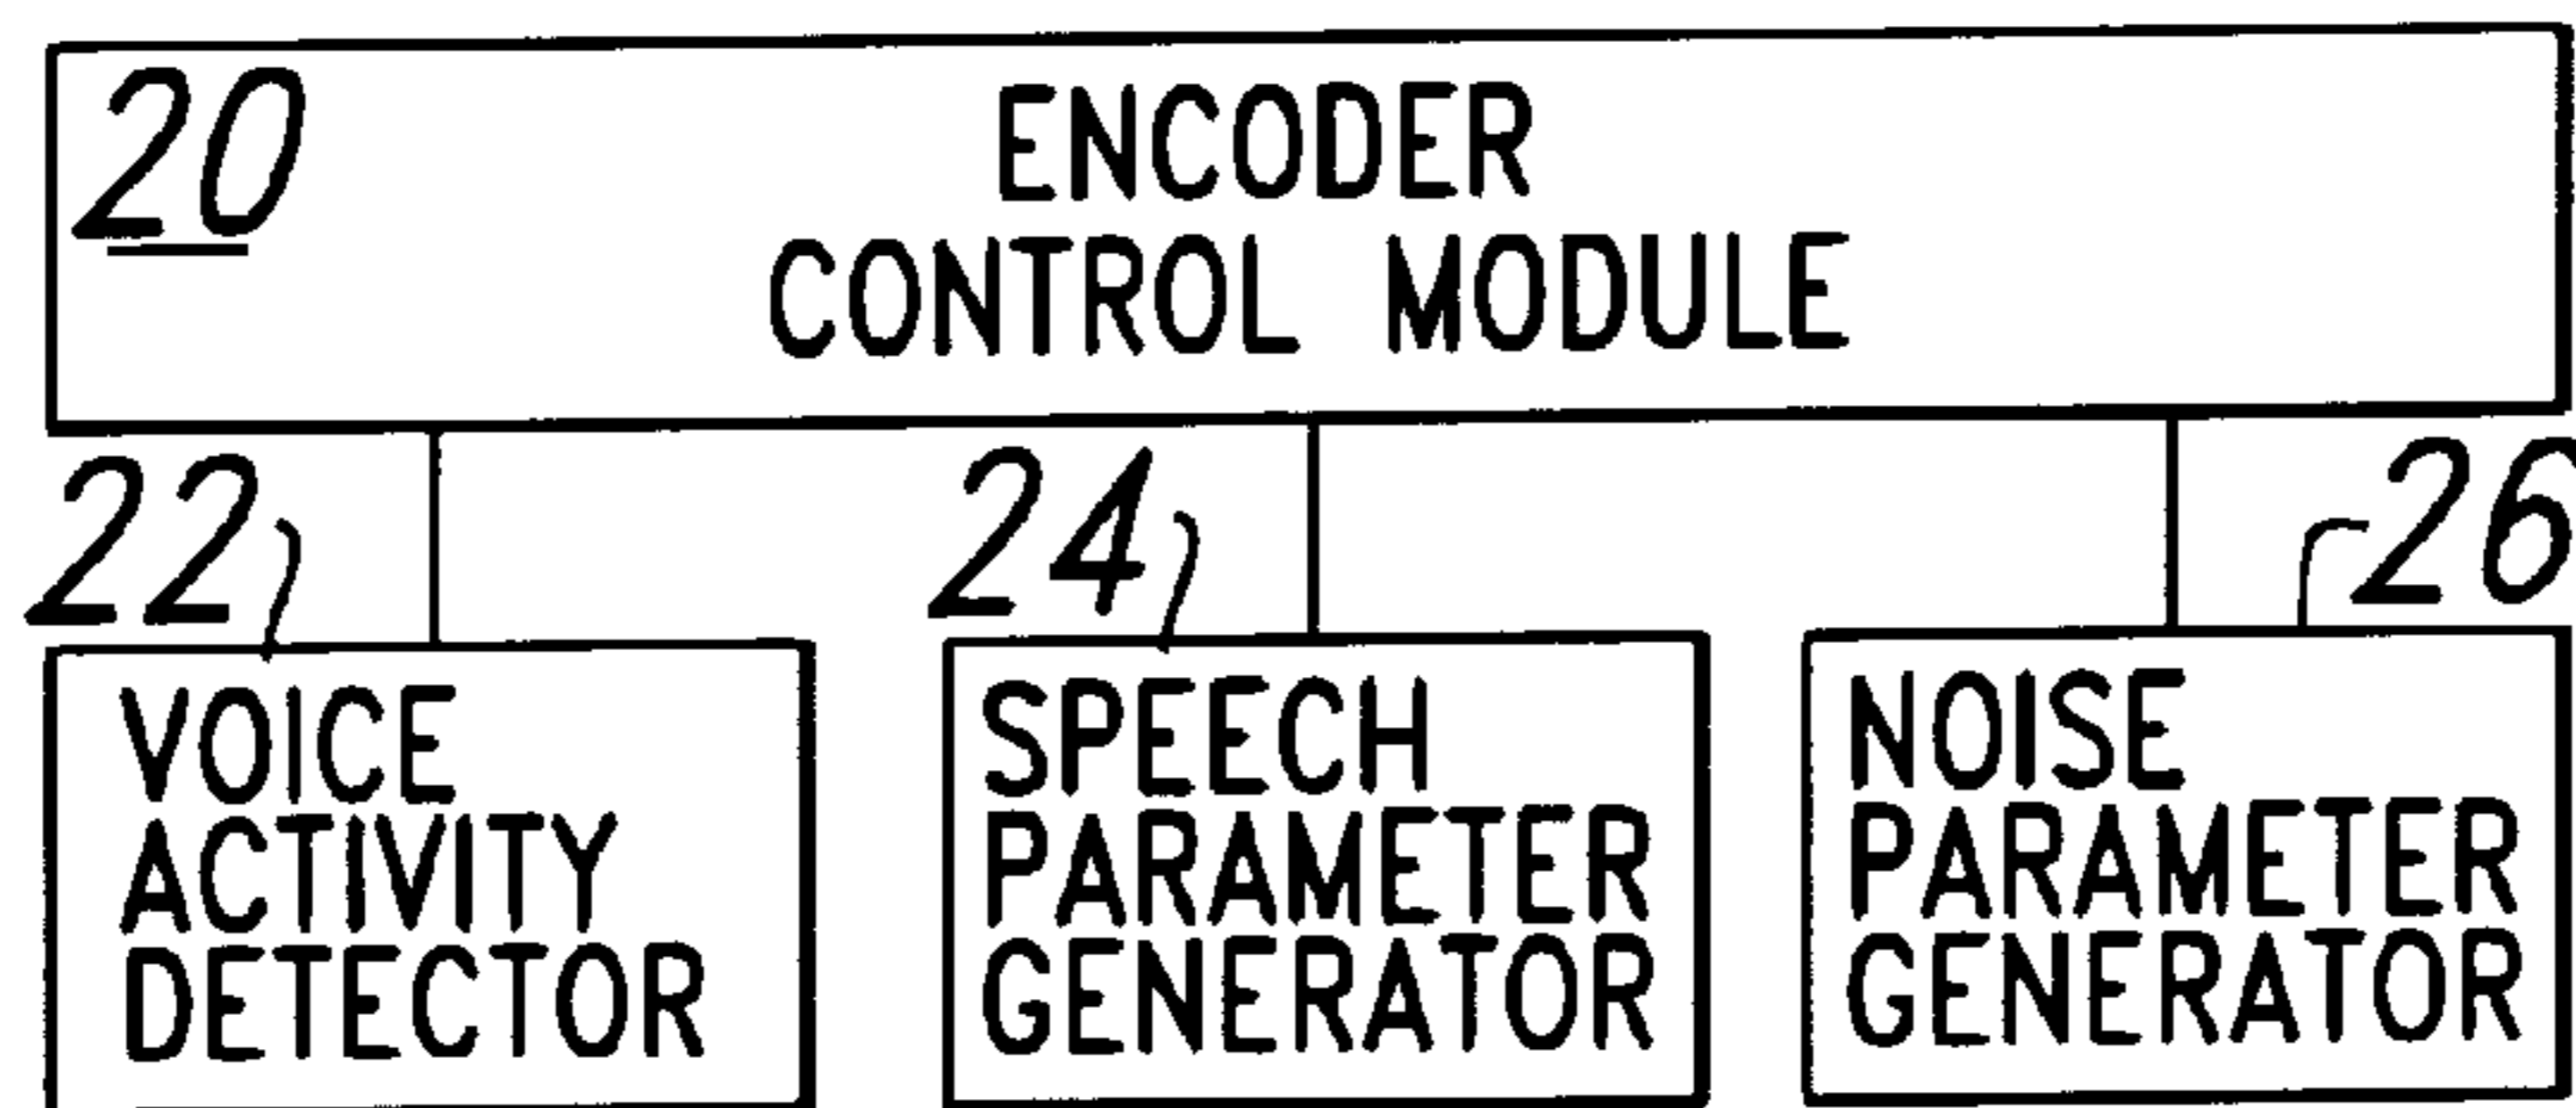 20
ENCODER
CONTROL MODULE
22
24
26
VOICE
ACTIVITY
DETECTOR
SPEECH
PARAMETER
GENERATOR
NOISE
PARAMETER
GENERATOR